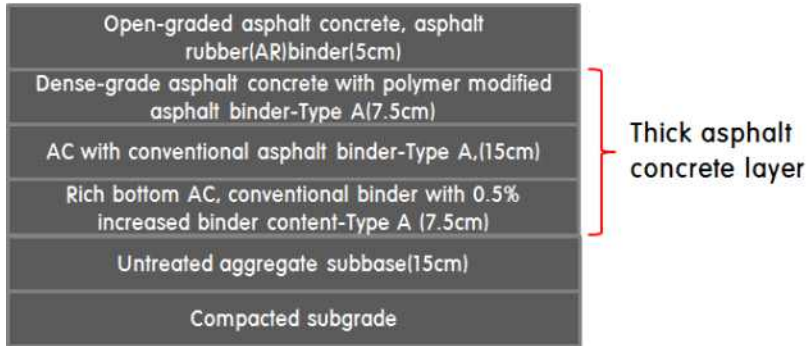 Open-graded asphalt concrete, asphalt
rubber(AR)binder(5cm)
Dense-grade asphalt concrete with polymer modified
asphalt binder-Type A(7.5cm)
AC with conventional asphalt binder-Type A,(15cm)
Rich bottom AC, conventional binder with 0.5%
increased binder content-Type A (7.5cm)
Untreated aggregate subbase(15cm)
Compacted subgrade
Thick asphalt
concrete layer